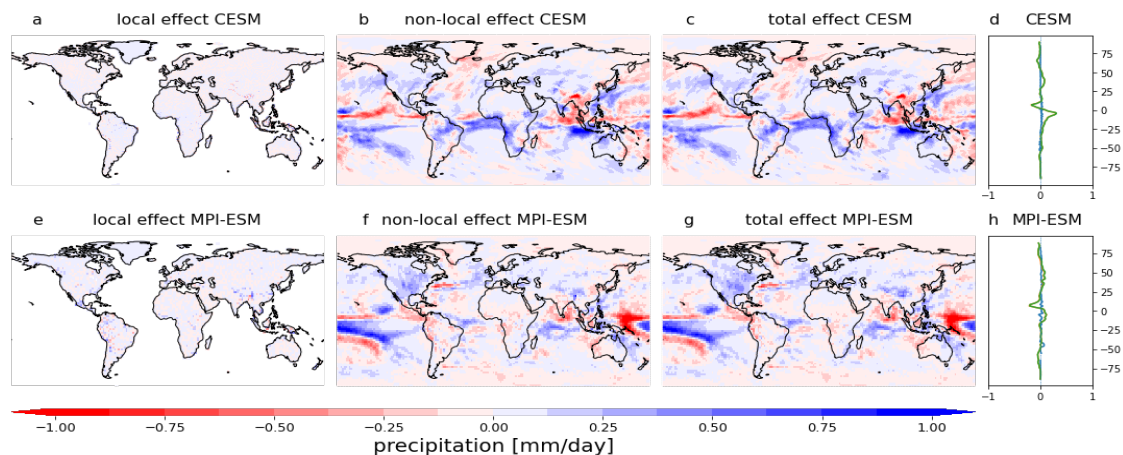 a local effect CESM b non-local effect CESM c total effect CESM d CESM
75
50
25
0
−25
−50
−75
−1 0 1
e local effect MPI-ESM f non-local effect MPI-ESM g total effect MPI-ESM h MPI-ESM
75
50
25
0
−25
−50
−75
−1 0 1
−1.00 −0.75 −0.50 −0.25 0.00 0.25 0.50 0.75 1.00
precipitation [mm/day]